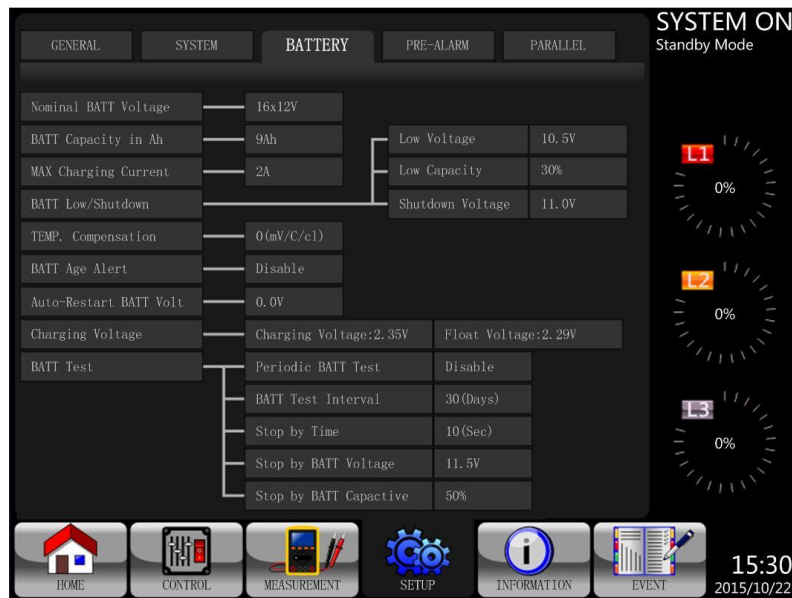 SYSTEM ON
Standby Mode
GENERAL SYSTEM BATTERY PRE-ALARM PARALLEL
Nominal BATT Voltage 16x12V
BATT Capacity in Ah 9Ah Low Voltage 10.5V
MAX Charging Current 2A Low Capacity 30%
BATT Low/Shutdown Shutdown Voltage 11.0V
TEMP. Compensation 0(mV/C/cl)
BATT Age Alert Disable
Auto-Restart BATT Volt 0.0V
Charging Voltage Charging Voltage:2.35V Float Voltage:2.29V
BATT Test Periodic BATT Test Disable
BATT Test Interval 30(Days)
Stop by Time 10(Sec)
Stop by BATT Voltage 11.5V
Stop by BATT Capactive 50%
L1
0%
L2
0%
L3
0%
HOME CONTROL MEASUREMENT SETUP INFORMATION EVENT
15:30
2015/10/22